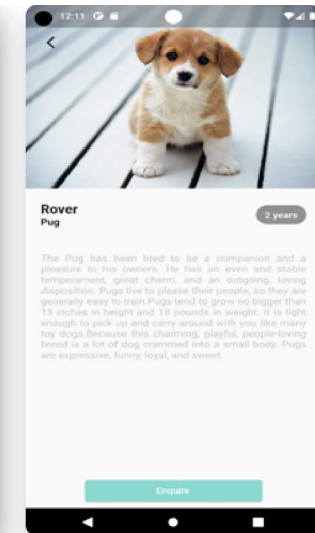 12:11
Rover
Pug
2 years
The Pug has been bred to be a companion and a
pleasure to his owners. He has an even and stable
temperament, great charm, and an outgoing, loving
disposition. Pugs live to please their people, so they are
generally easy to train.Pugs tend to grow no bigger than
13 inches in height and 18 pounds in weight. It is light
enough to pick up and carry around with you like many
toy dogs.Because this charming, playful, people-loving
breed is a lot of dog crammed into a small body. Pugs
are expressive, funny, loyal, and sweet.
Enquire